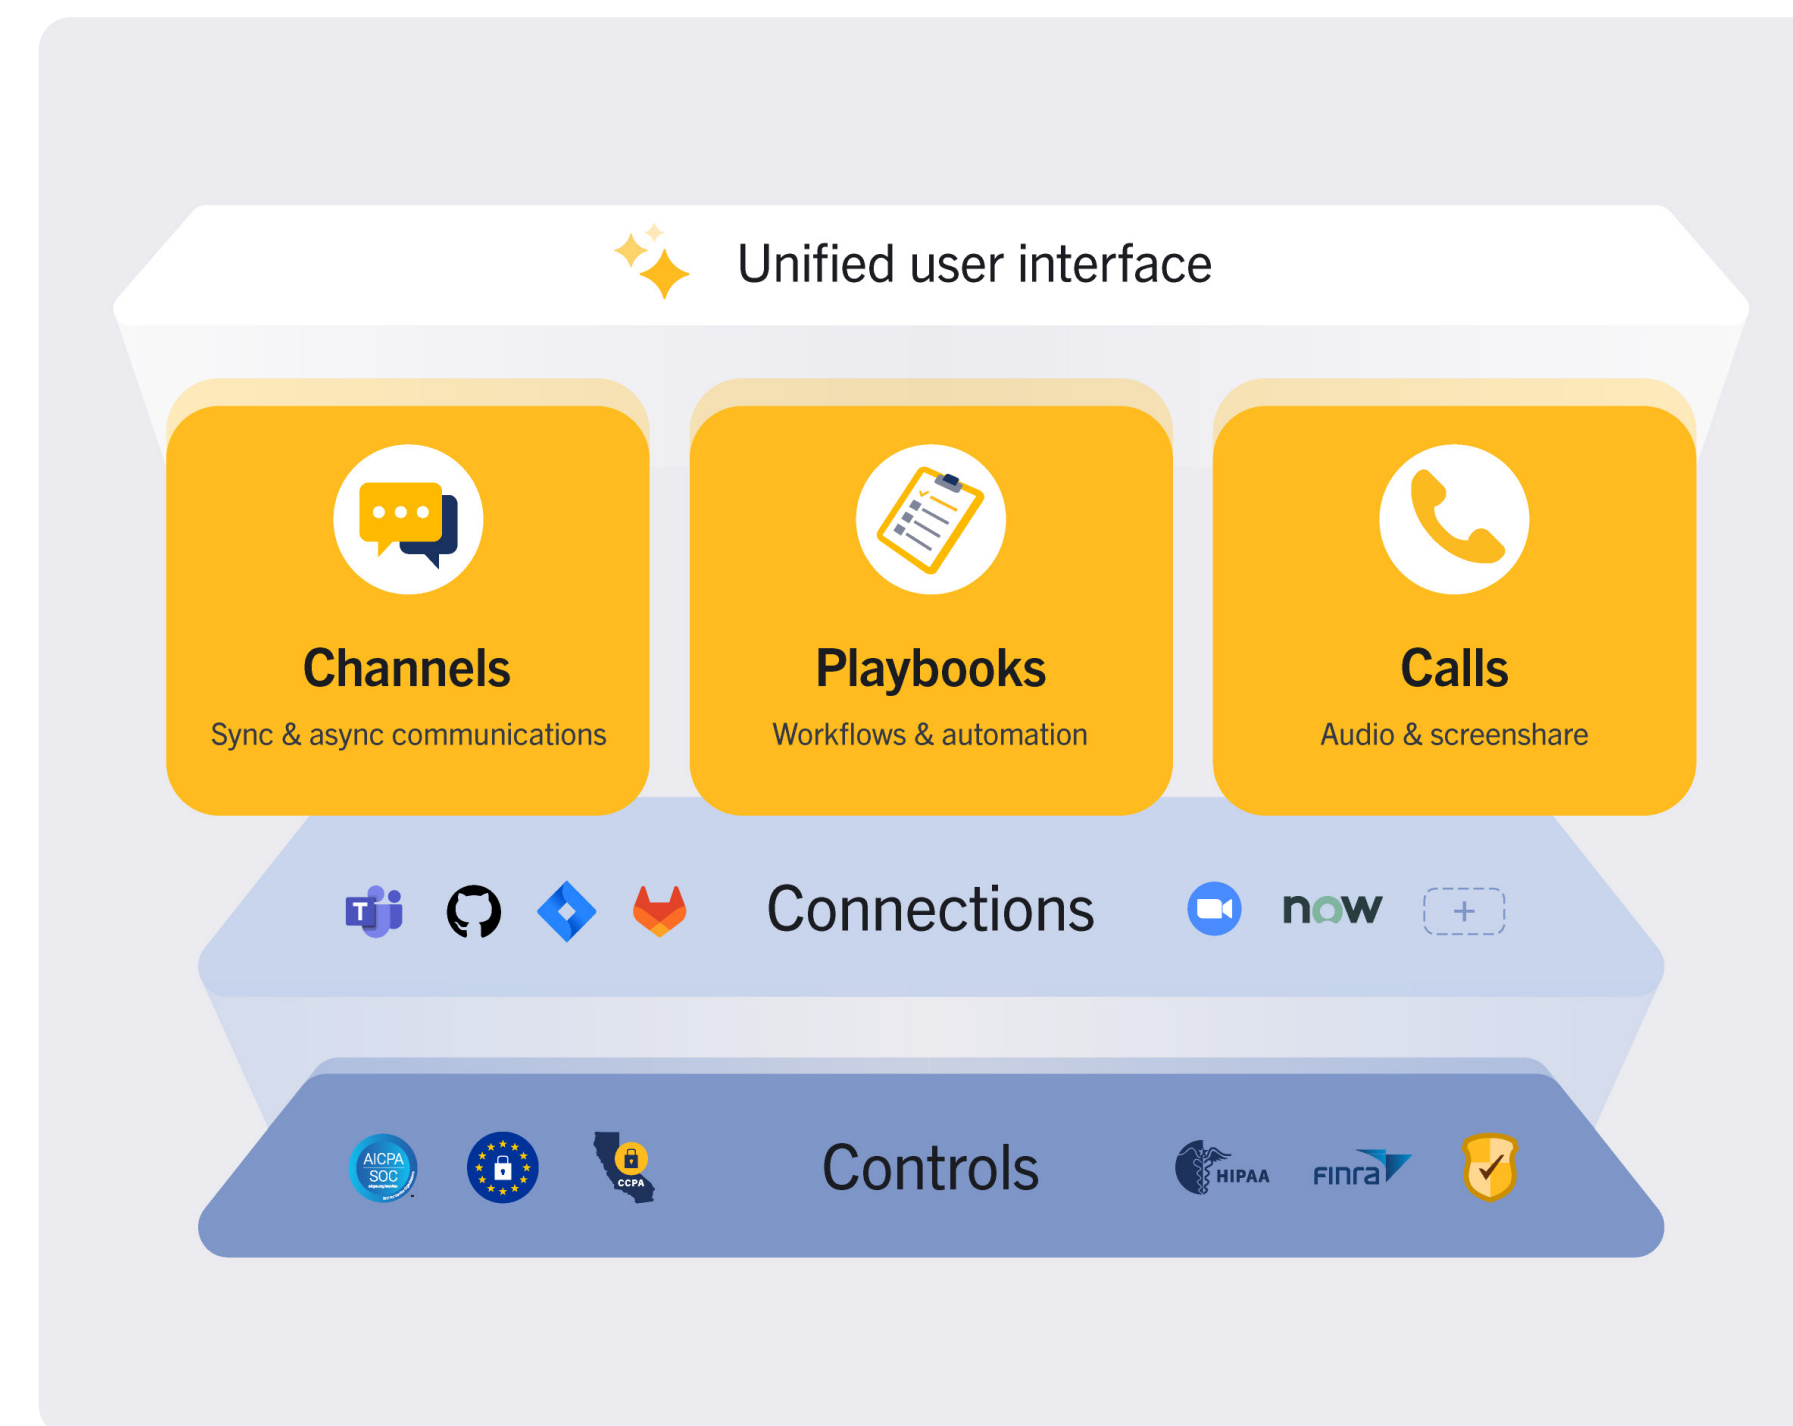 Unified user interface
Channels
Sync & async communications
Playbooks
Workflows & automation
Calls
Audio & screenshare
T
Connections
now
+
AICPA
SOC
CCPA
Controls
HIPAA
FINra